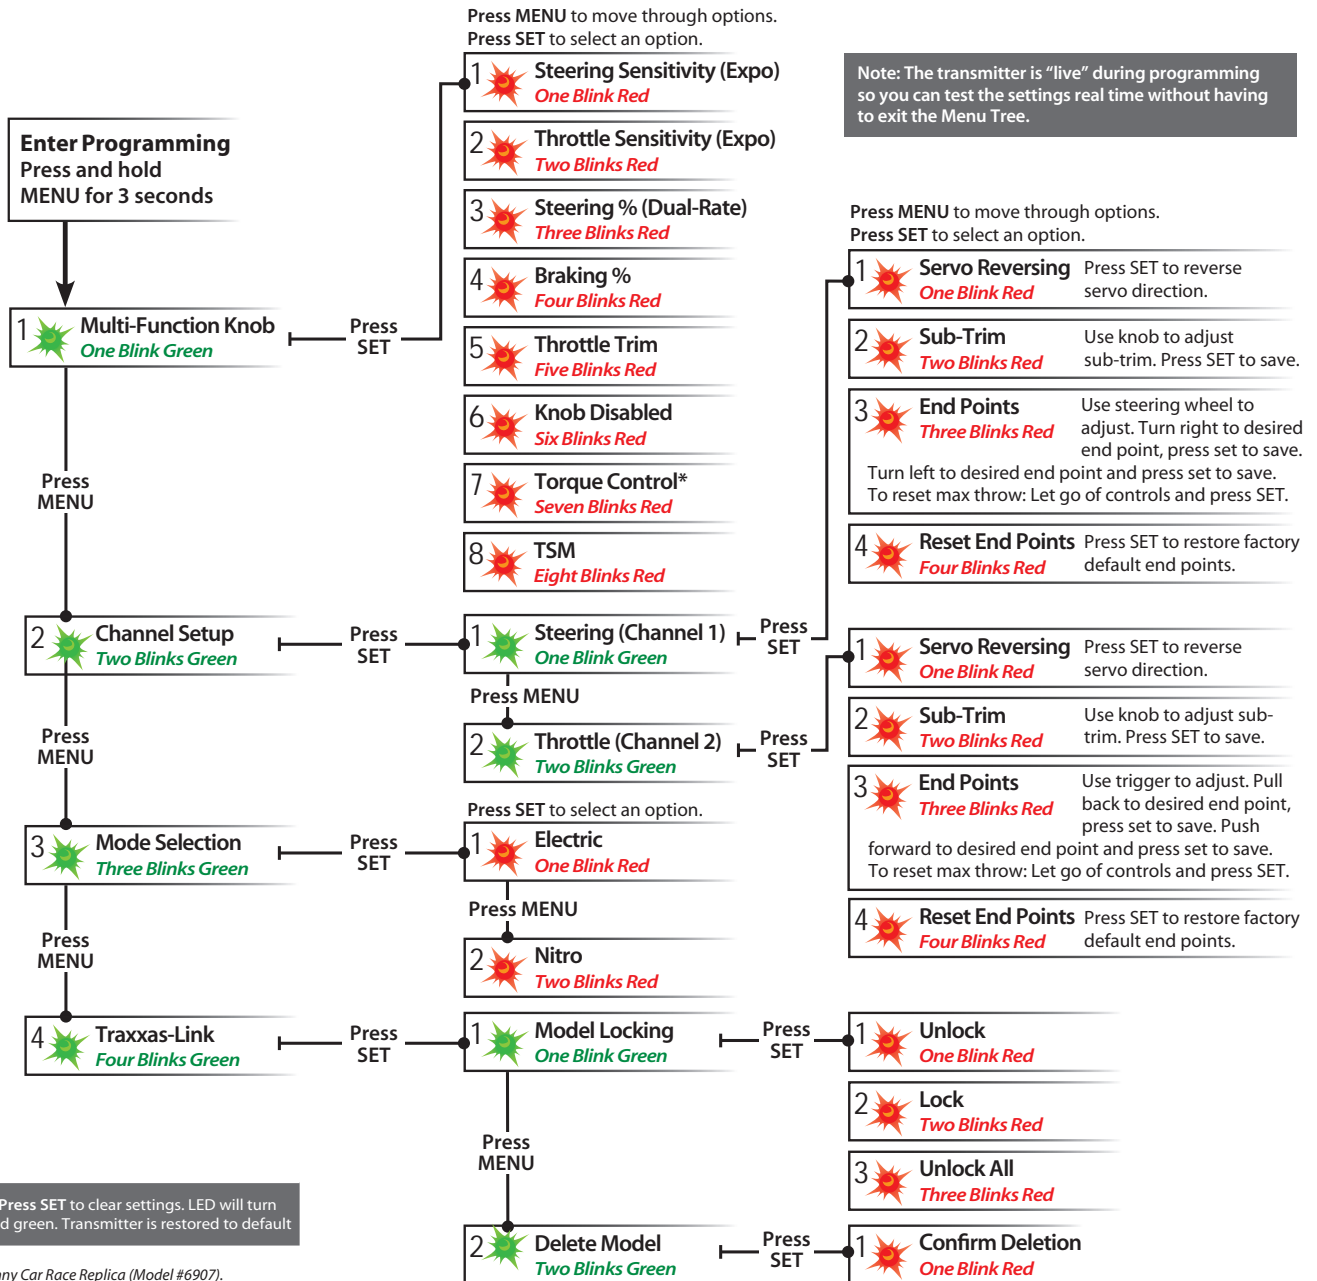 Press MENU to move through options.
Press SET to select an option.
Note: The transmitter is “live” during programming
so you can test the settings real time without having
to exit the Menu Tree.
Enter Programming
Press and hold
MENU for 3 seconds
1 Multi-Function Knob
One Blink Green
Press
SET
1 Steering Sensitivity (Expo)
One Blink Red
2 Throttle Sensitivity (Expo)
Two Blinks Red
3 Steering % (Dual-Rate)
Three Blinks Red
4 Braking %
Four Blinks Red
5 Throttle Trim
Five Blinks Red
6 Knob Disabled
Six Blinks Red
7 Torque Control*
Seven Blinks Red
8 TSM
Eight Blinks Red
Press
MENU
2 Channel Setup
Two Blinks Green
Press
SET
1 Steering (Channel 1)
One Blink Green
Press
SET
Press MENU
2 Throttle (Channel 2)
Two Blinks Green
Press
SET
Press MENU to move through options.
Press SET to select an option.
1 Servo Reversing Press SET to reverse
One Blink Red servo direction.
2 Sub-Trim Use knob to adjust
Two Blinks Red sub-trim. Press SET to save.
3 End Points Use steering wheel to
Three Blinks Red adjust. Turn right to desired
end point, press set to save.
Turn left to desired end point and press set to save.
To reset max throw: Let go of controls and press SET.
4 Reset End Points Press SET to restore factory
Four Blinks Red default end points.
1 Servo Reversing Press SET to reverse
One Blink Red servo direction.
2 Sub-Trim Use knob to adjust sub-
Two Blinks Red trim. Press SET to save.
3 End Points Use trigger to adjust. Pull
Three Blinks Red back to desired end point,
press set to save. Push
forward to desired end point and press set to save.
To reset max throw: Let go of controls and press SET.
4 Reset End Points Press SET to restore factory
Four Blinks Red default end points.
Press
MENU
3 Mode Selection
Three Blinks Green
Press
SET
Press SET to select an option.
1 Electric
One Blink Red
Press MENU
2 Nitro
Two Blinks Red
Press
MENU
4 Traxxas-Link
Four Blinks Green
Press
SET
1 Model Locking
One Blink Green
Press
SET
1 Unlock
One Blink Red
2 Lock
Two Blinks Red
3 Unlock All
Three Blinks Red
Press
MENU
2 Delete Model
Two Blinks Green
Press
SET
1 Confirm Deletion
One Blink Red
Press SET to clear settings. LED will turn
d green. Transmitter is restored to default
ny Car Race Replica (Model #6907).